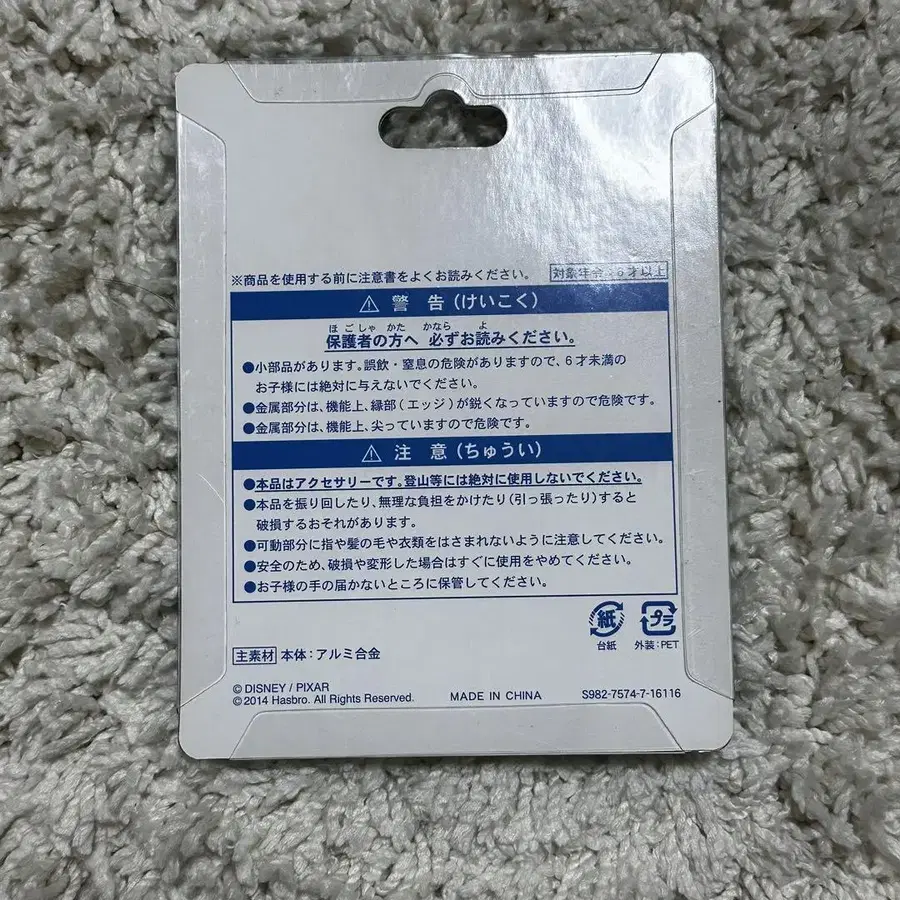 ※商品を使用する前に注意書をよくお読みください。 対象年令：6才以上
⚠ 警 告（けいこく）
ほごしゃ かた かなら よ
保護者の方へ 必ずお読みください。
●小部品があります。誤飲・窒息の危険がありますので、6才未満の
お子様には絶対に与えないでください。
●金属部分は、機能上、縁部（エッジ）が鋭くなっていますので危険です。
●金属部分は、機能上、尖っていますので危険です。
⚠ 注 意（ちゅうい）
●本品はアクセサリーです。登山等には絶対に使用しないでください。
●本品を振り回したり、無理な負担をかけたり（引っ張ったり）すると
破損するおそれがあります。
●可動部分に指や髪の毛や衣類をはさまれないように注意してください。
●安全のため、破損や変形した場合はすぐに使用をやめてください。
●お子様の手の届かないところに保管してください。
紙 プラ
台紙 外装：PET
主素材 本体：アルミ合金
© DISNEY / PIXAR
© 2014 Hasbro. All Rights Reserved. MADE IN CHINA S982-7574-7-16116